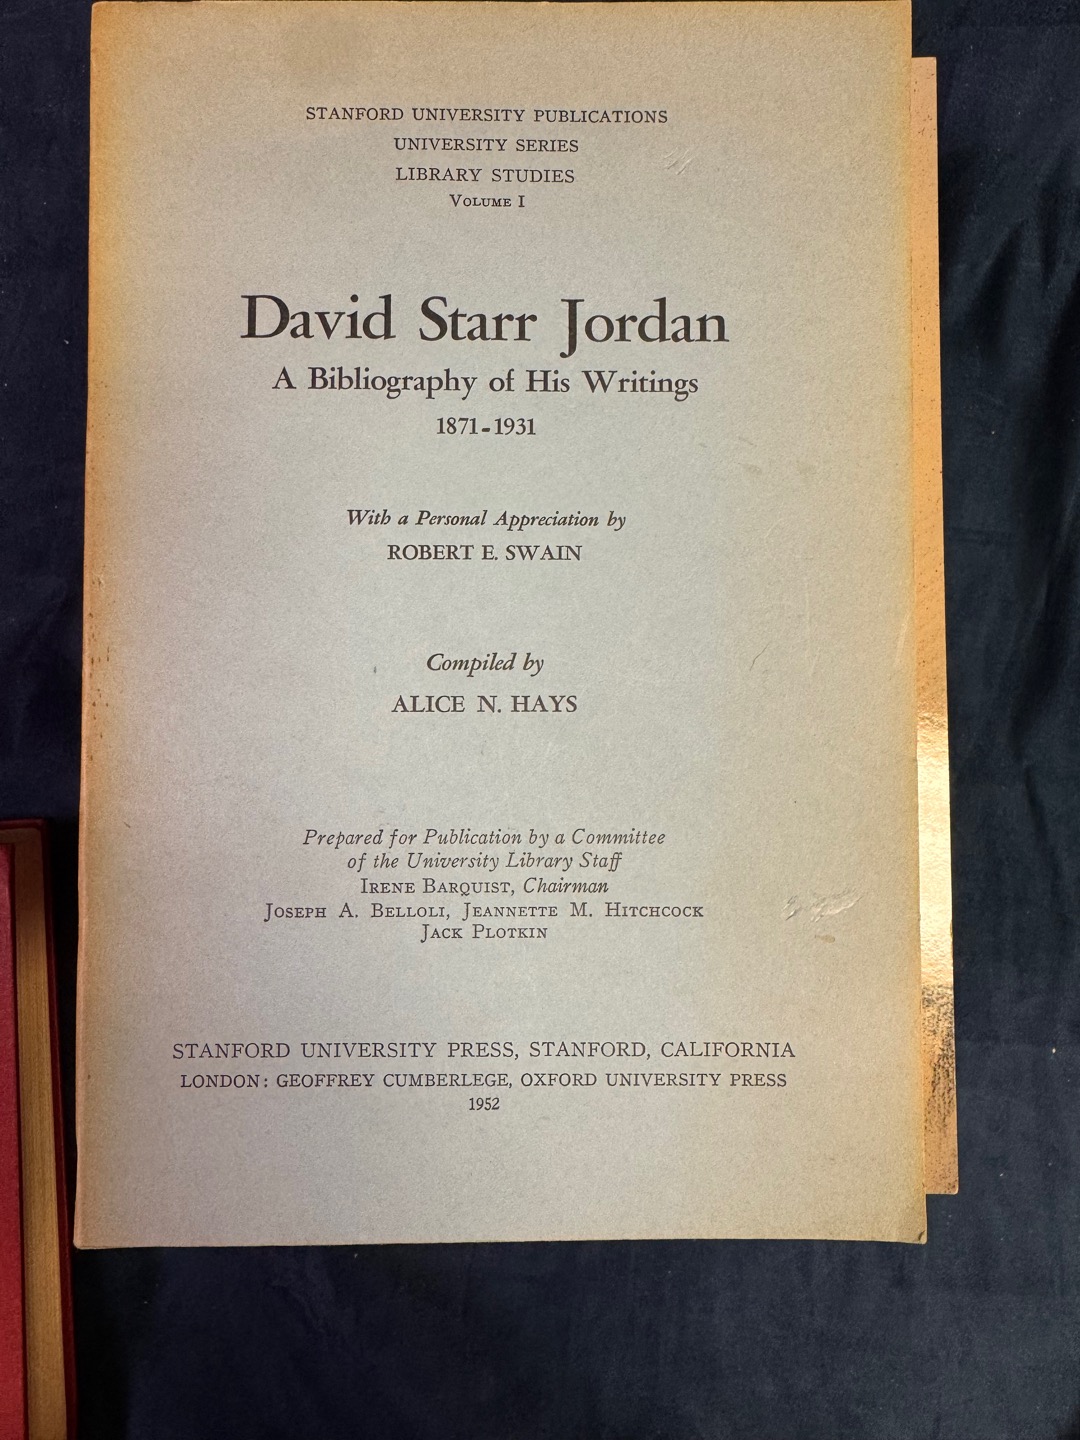 STANFORD UNIVERSITY PUBLICATIONS
UNIVERSITY SERIES
LIBRARY STUDIES
VOLUME I
David Starr Jordan
A Bibliography of His Writings
1871-1931
With a Personal Appreciation by
ROBERT E. SWAIN
Compiled by
ALICE N. HAYS
Prepared for Publication by a Committee
of the University Library Staff
IRENE BARQUIST, Chairman
JOSEPH A. BELLOLI, JEANNETTE M. HITCHCOCK
JACK PLOTKIN
STANFORD UNIVERSITY PRESS, STANFORD, CALIFORNIA
LONDON: GEOFFREY CUMBERLEGE, OXFORD UNIVERSITY PRESS
1952